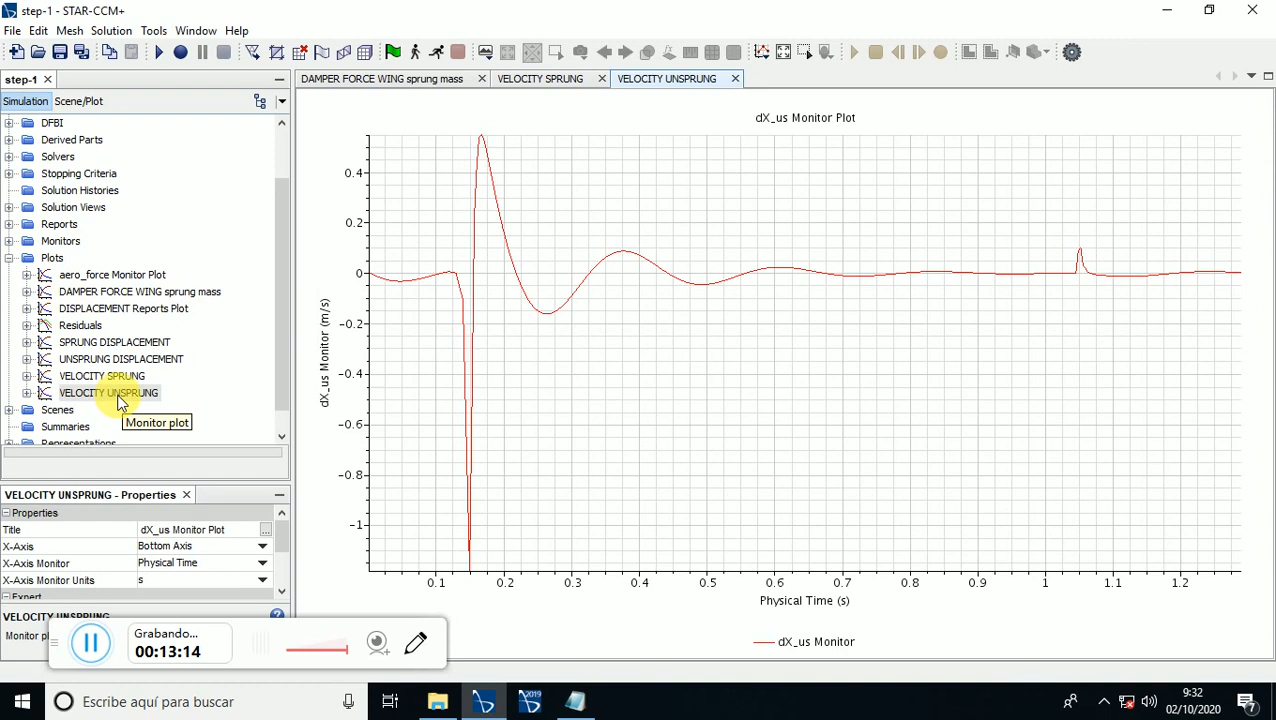 step-1 - STAR-CCM+
File Edit Mesh Solution Tools Window Help
step-1
DAMPER FORCE WING sprung mass
VELOCITY SPRUNG
VELOCITY UNSPRUNG
Simulation Scene/Plot
DFBI
Derived Parts
Solvers
Stopping Criteria
Solution Histories
Solution Views
Reports
Monitors
Plots
aero_force Monitor Plot
DAMPER FORCE WING sprung mass
DISPLACEMENT Reports Plot
Residuals
SPRUNG DISPLACEMENT
UNSPRUNG DISPLACEMENT
VELOCITY SPRUNG
VELOCITY UNSPRUNG
Scenes
Monitor plot
Summaries
Representations
VELOCITY UNSPRUNG - Properties
Properties
Title dX_us Monitor Plot ...
X-Axis Bottom Axis
X-Axis Monitor Physical Time
X-Axis Monitor Units s
Expert
VELOCITY UNSPRUNG
Monitor pl
dX_us Monitor Plot
dX_us Monitor (m/s)
0.4
0.2
0
-0.2
-0.4
-0.6
-0.8
-1
0.1 0.2 0.3 0.4 0.5 0.6 0.7 0.8 0.9 1 1.1 1.2
Physical Time (s)
dX_us Monitor
Grabando...
00:13:14
Escribe aquí para buscar
2019
9:32
02/10/2020
7